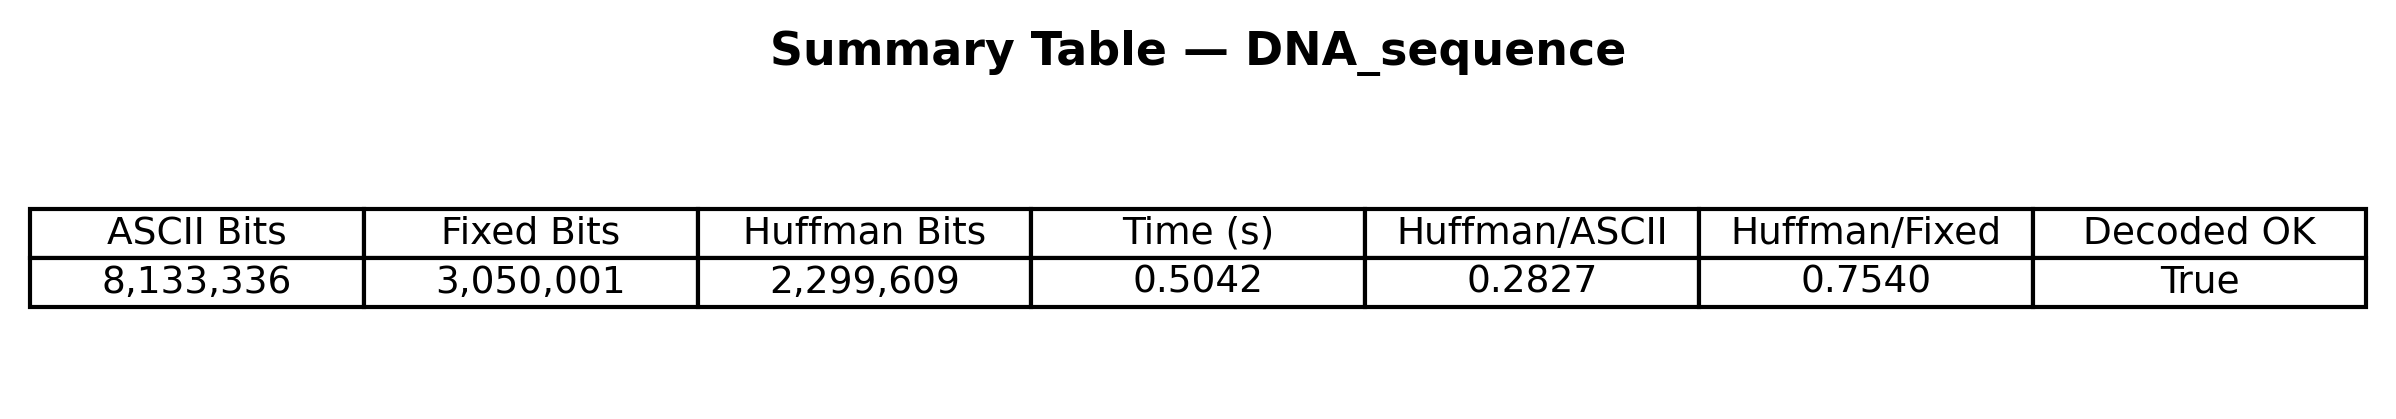 Summary Table — DNA_sequence
ASCII Bits Fixed Bits Huffman Bits Time (s) Huffman/ASCII Huffman/Fixed Decoded OK
8,133,336 3,050,001 2,299,609 0.5042 0.2827 0.7540 True